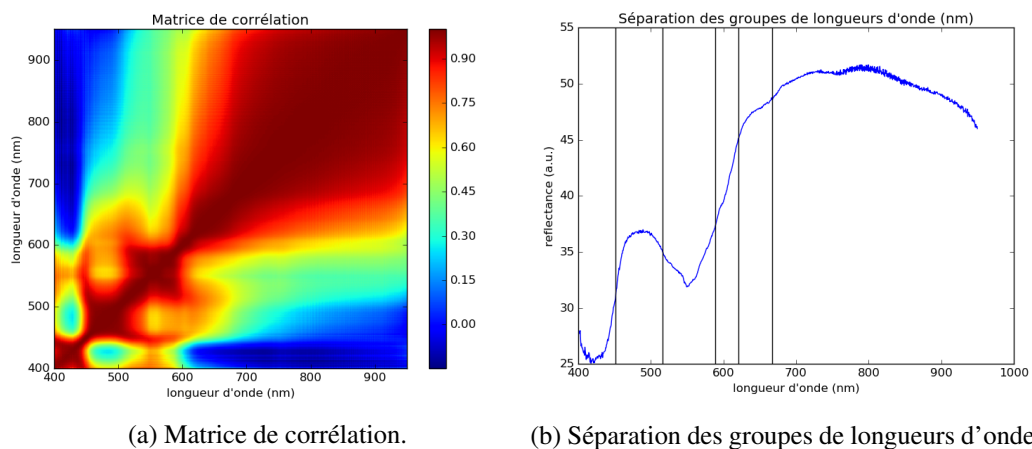 Matrice de corrélation
longueur d'onde (nm)
900
800
700
600
500
400
400 500 600 700 800 900
longueur d'onde (nm)
0.90
0.75
0.60
0.45
0.30
0.15
0.00
(a) Matrice de corrélation.
Séparation des groupes de longueurs d'onde (nm)
reflectance (a.u.)
55
50
45
40
35
30
25
400 500 600 700 800 900 1000
longueur d'onde (nm)
(b) Séparation des groupes de longueurs d'onde